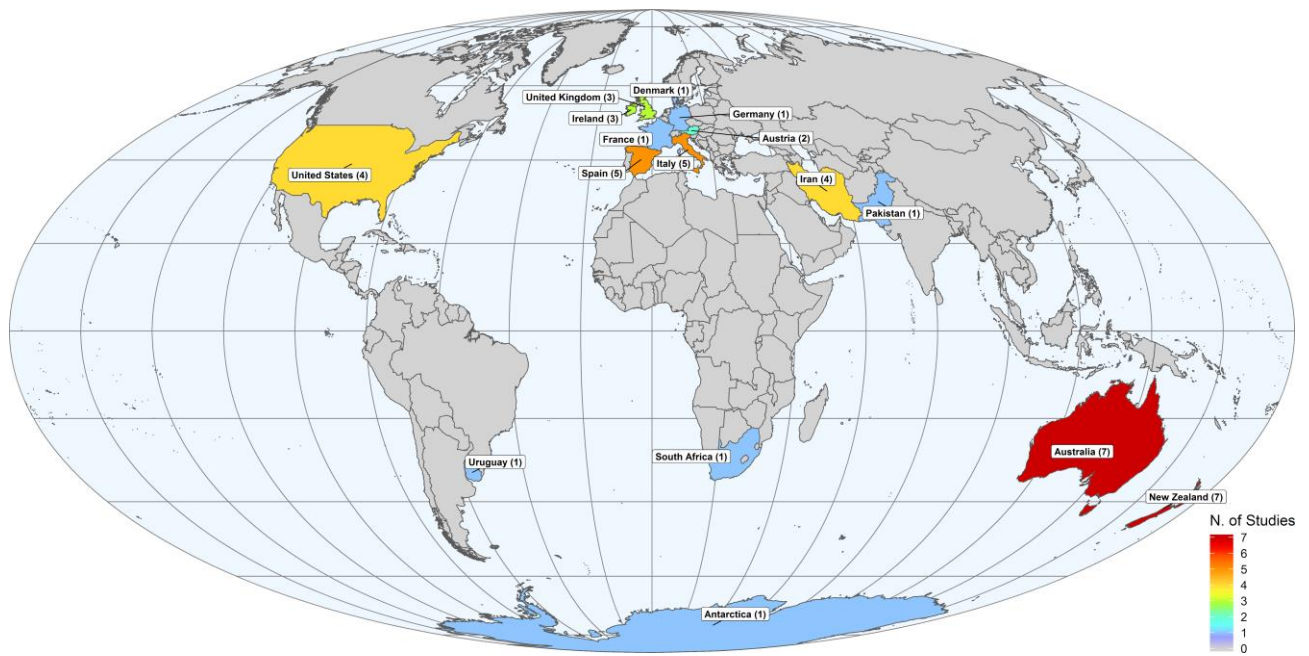 Denmark (1)
United Kingdom (3)
Germany (1)
Ireland (3)
Austria (2)
France (1)
Italy (5)
Spain (5)
United States (4)
Iran (4)
Pakistan (1)
South Africa (1)
Uruguay (1)
Australia (7)
New Zealand (7)
Antarctica (1)
N. of Studies
7
6
5
4
3
2
1
0